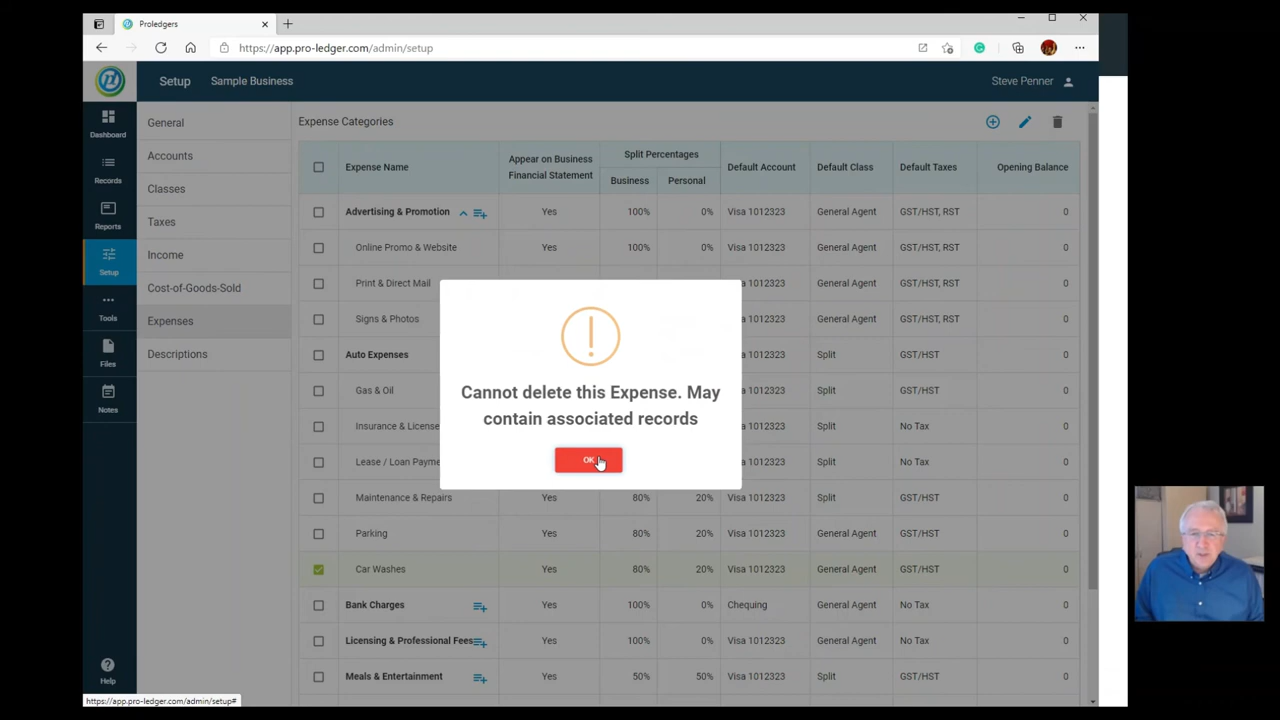 Proledgers
https://app.pro-ledger.com/admin/setup
Setup Sample Business Steve Penner
Dashboard
Records
Reports
Setup
Tools
Files
Notes
Help
General
Accounts
Classes
Taxes
Income
Cost-of-Goods-Sold
Expenses
Descriptions
Expense Categories
Expense Name Appear on Business Financial Statement Split Percentages Business Personal Default Account Default Class Default Taxes Opening Balance
Advertising & Promotion Yes 100% 0% Visa 1012323 General Agent GST/HST, RST 0
Online Promo & Website Yes 100% 0% Visa 1012323 General Agent GST/HST, RST 0
Print & Direct Mail 1012323 General Agent GST/HST, RST 0
Signs & Photos 1012323 General Agent GST/HST, RST 0
Auto Expenses 1012323 Split GST/HST 0
Gas & Oil 1012323 Split GST/HST 0
Insurance & License 1012323 Split No Tax 0
Lease / Loan Payme 1012323 Split No Tax 0
Maintenance & Repairs Yes 80% 20% Visa 1012323 Split GST/HST 0
Parking Yes 80% 20% Visa 1012323 General Agent GST/HST 0
Car Washes Yes 80% 20% Visa 1012323 General Agent GST/HST 0
Bank Charges Yes 100% 0% Chequing General Agent No Tax 0
Licensing & Professional Fees Yes 100% 0% Visa 1012323 General Agent No Tax 0
Meals & Entertainment Yes 50% 50% Visa 1012323 General Agent GST/HST 0
Cannot delete this Expense. May
contain associated records
OK
https://app.pro-ledger.com/admin/setup#